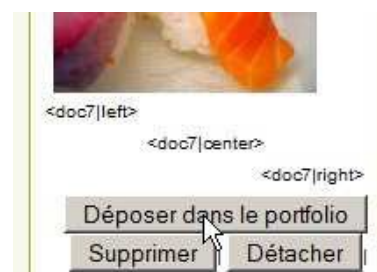 <doc7|left>
<doc7|center>
<doc7|right>
Déposer dans le portfolio
Supprimer | Détacher |